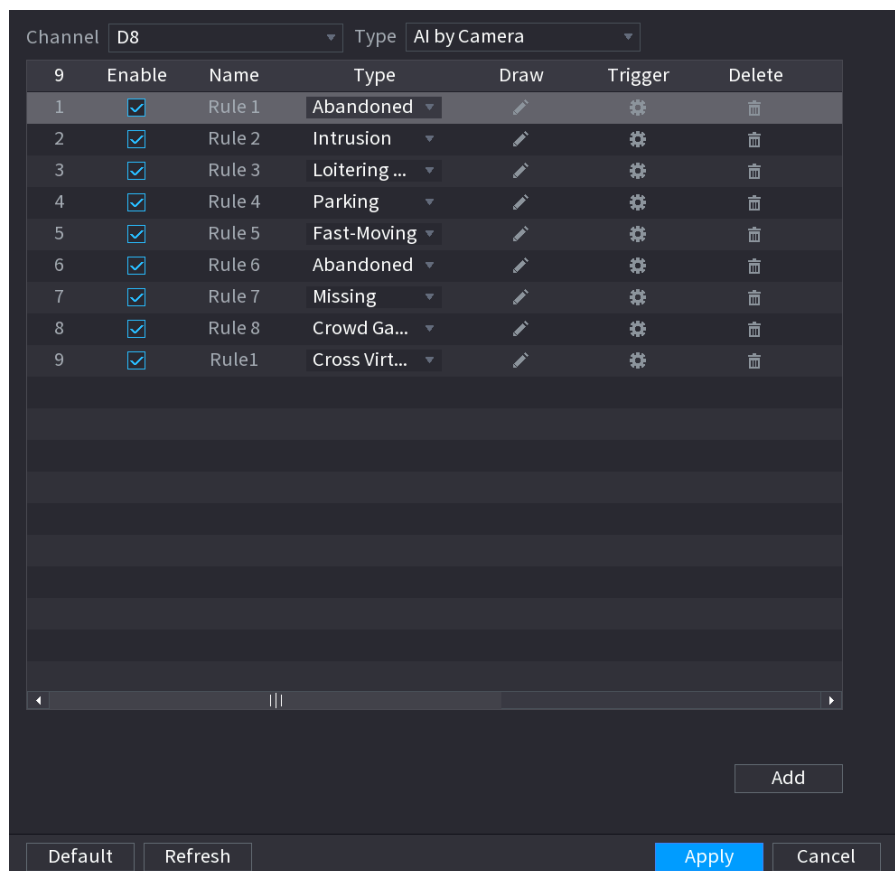 Channel D8 Type AI by Camera
9 Enable Name Type Draw Trigger Delete
1 Rule 1 Abandoned
2 Rule 2 Intrusion
3 Rule 3 Loitering ...
4 Rule 4 Parking
5 Rule 5 Fast-Moving
6 Rule 6 Abandoned
7 Rule 7 Missing
8 Rule 8 Crowd Ga...
9 Rule1 Cross Virt...
Add
Default Refresh Apply Cancel